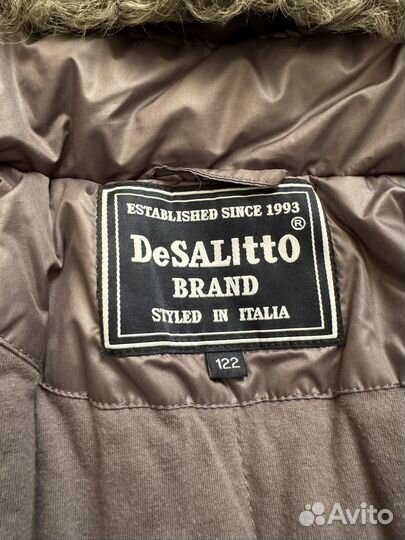 ESTABLISHED SINCE 1993
DeSALIttO ®
BRAND
STYLED IN ITALIA
122
Avito